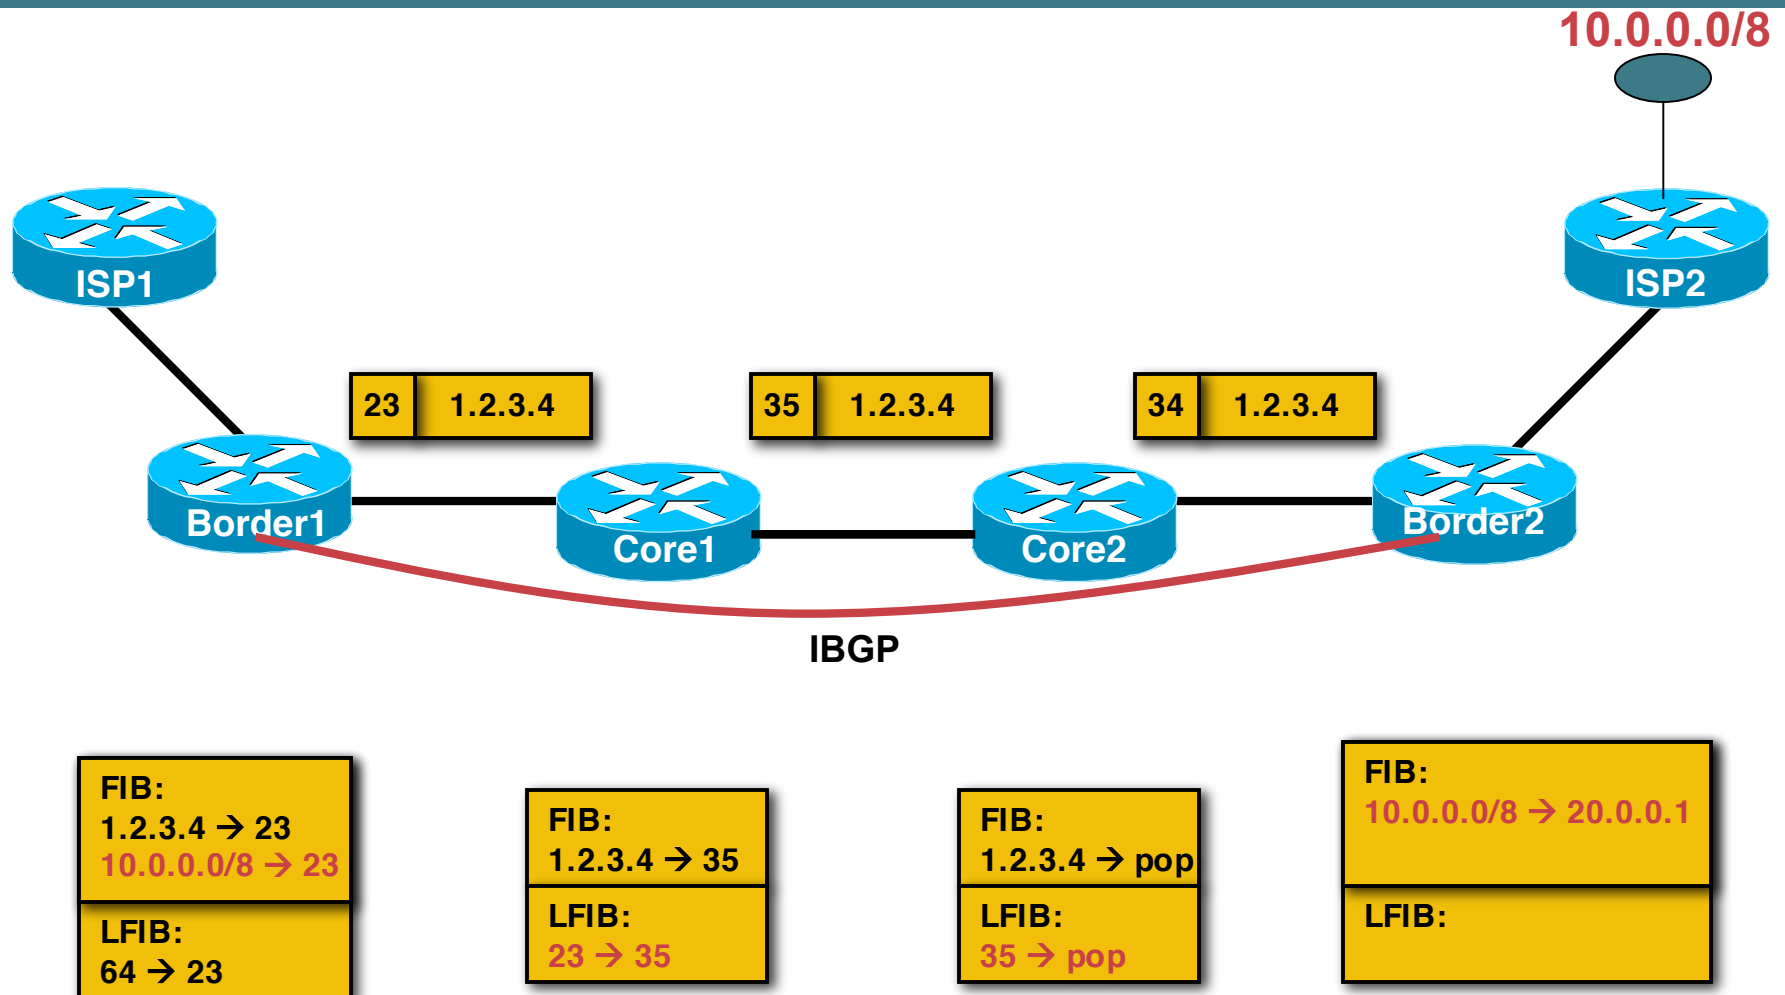 10.0.0.0/8
ISP1
ISP2
23 1.2.3.4
35 1.2.3.4
34 1.2.3.4
Border1
Core1
Core2
Border2
IBGP
FIB:
1.2.3.4 → 23
10.0.0.0/8 → 23
LFIB:
64 → 23
FIB:
1.2.3.4 → 35
LFIB:
23 → 35
FIB:
1.2.3.4 → pop
LFIB:
35 → pop
FIB:
10.0.0.0/8 → 20.0.0.1
LFIB: